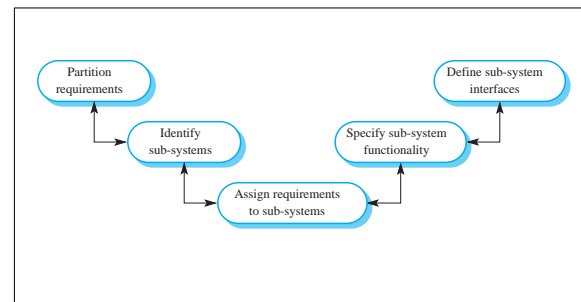 Partition
requirements
Define sub-system
interfaces
Identify
sub-systems
Specify sub-system
functionality
Assign requirements
to sub-systems